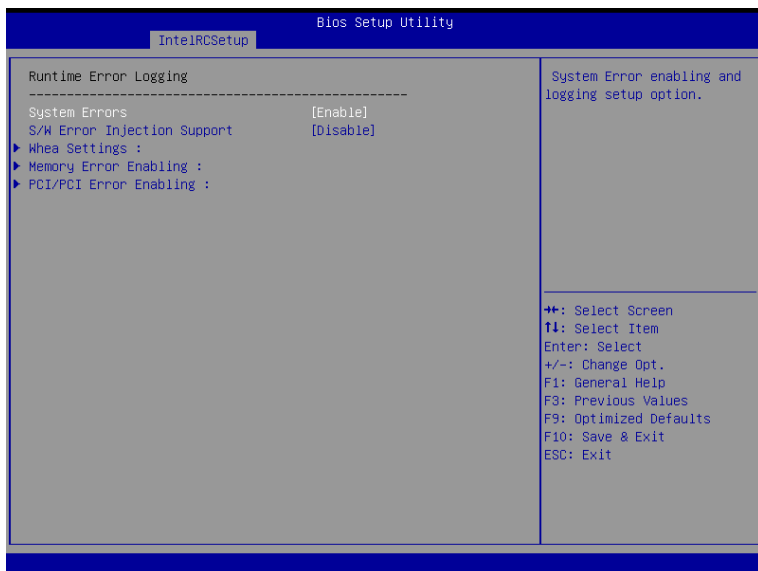 Bios Setup Utility
IntelRCSetup
Runtime Error Logging
------------------------------------------------
System Errors [Enable]
S/W Error Injection Support [Disable]
Whea Settings :
Memory Error Enabling :
PCI/PCI Error Enabling :
System Error enabling and
logging setup option.
→←: Select Screen
↑↓: Select Item
Enter: Select
+/-: Change Opt.
F1: General Help
F3: Previous Values
F9: Optimized Defaults
F10: Save & Exit
ESC: Exit